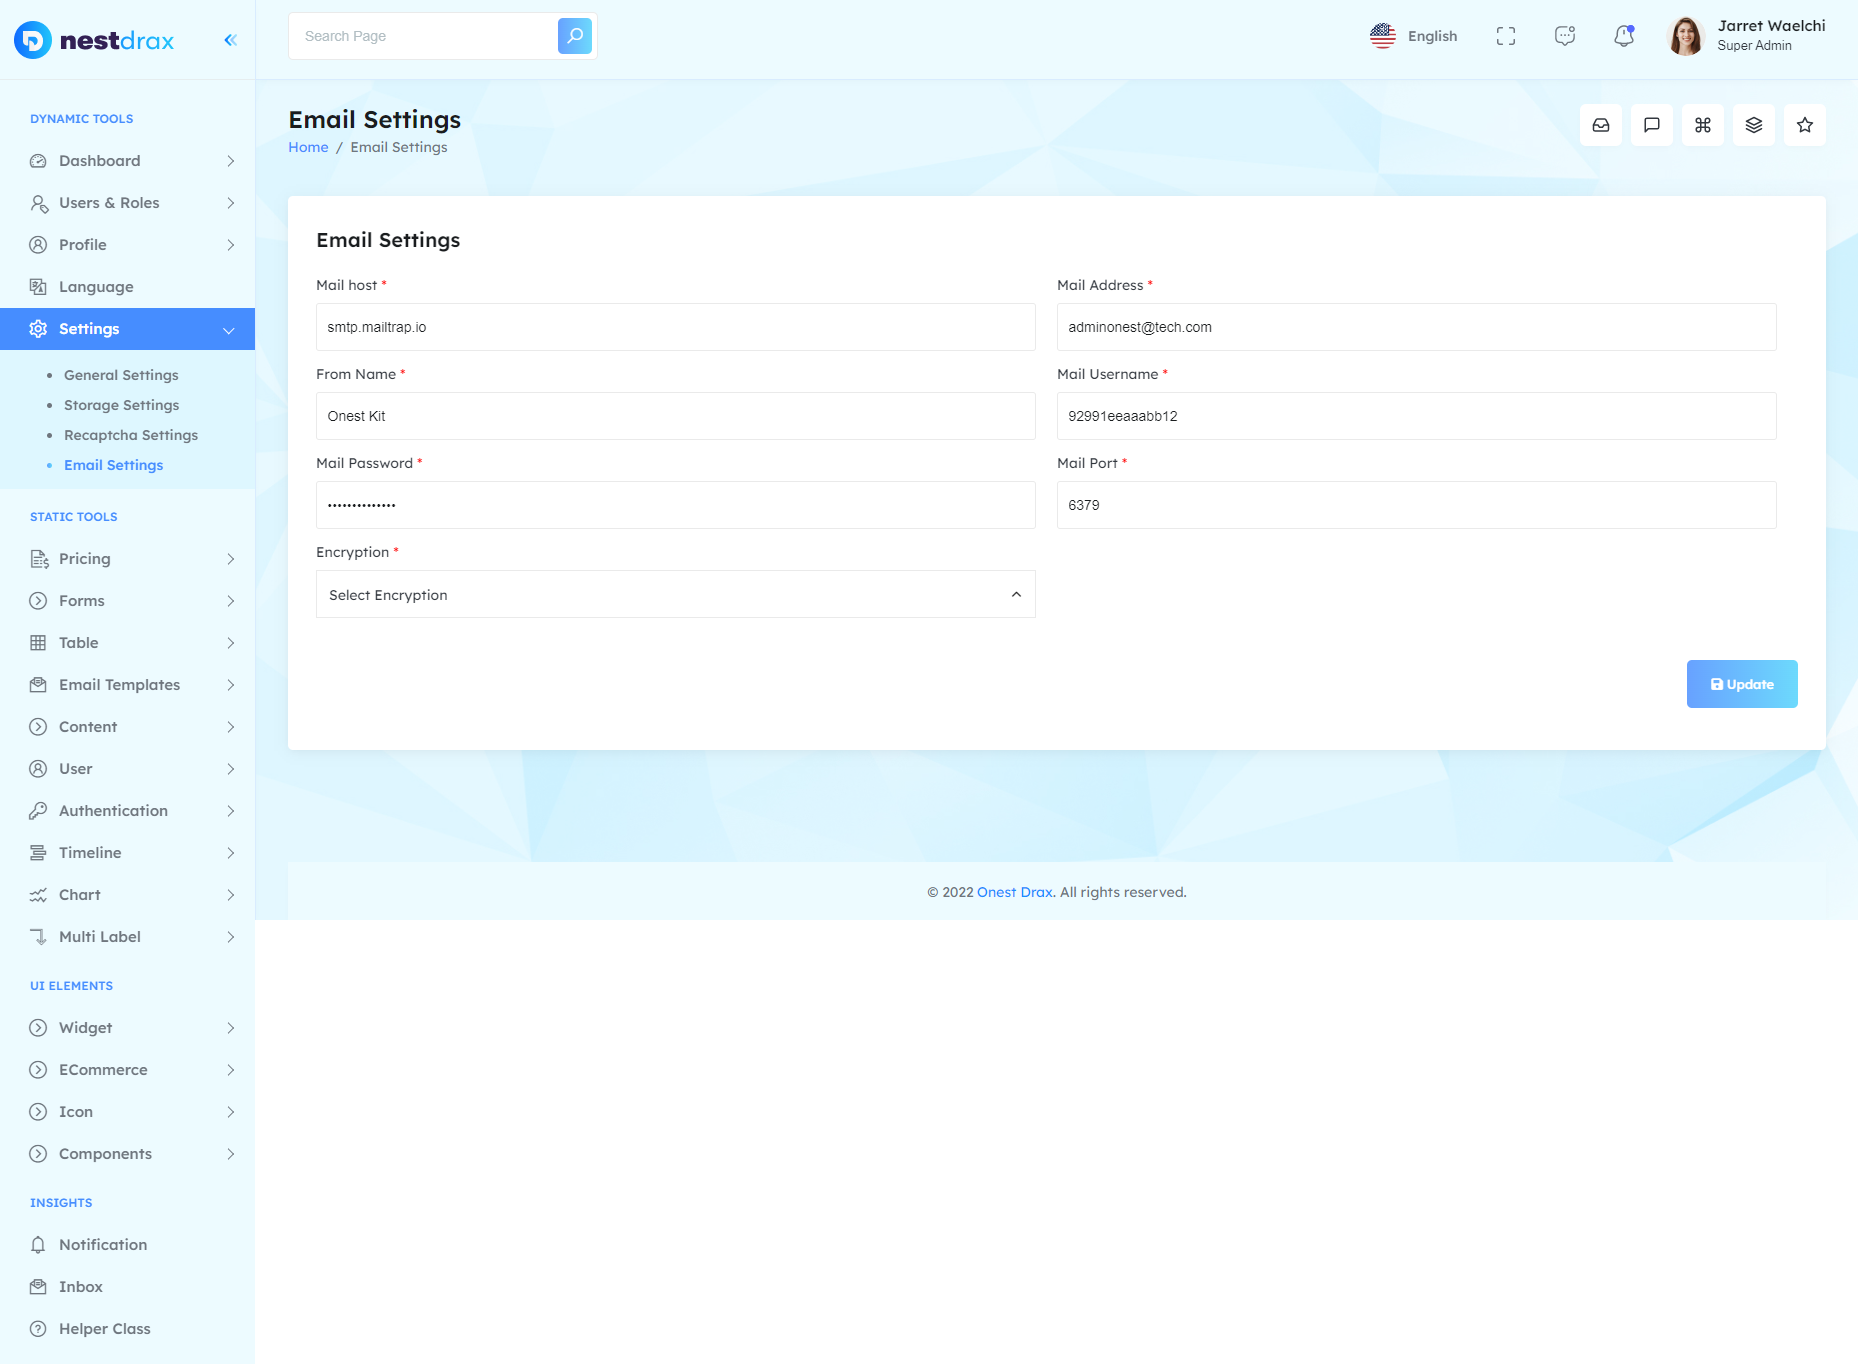 nestdrax
Search Page
English
Jarret Waelchi
Super Admin
DYNAMIC TOOLS
Dashboard
Users & Roles
Profile
Language
Settings
General Settings
Storage Settings
Recaptcha Settings
Email Settings
STATIC TOOLS
Pricing
Forms
Table
Email Templates
Content
User
Authentication
Timeline
Chart
Multi Label
UI ELEMENTS
Widget
ECommerce
Icon
Components
INSIGHTS
Notification
Inbox
Helper Class
Email Settings
Home / Email Settings
Email Settings
Mail host *
smtp.mailtrap.io
Mail Address *
adminonest@tech.com
From Name *
Onest Kit
Mail Username *
92991eeaaabb12
Mail Password *
••••••••••••••
Mail Port *
6379
Encryption *
Select Encryption
Update
© 2022 Onest Drax. All rights reserved.